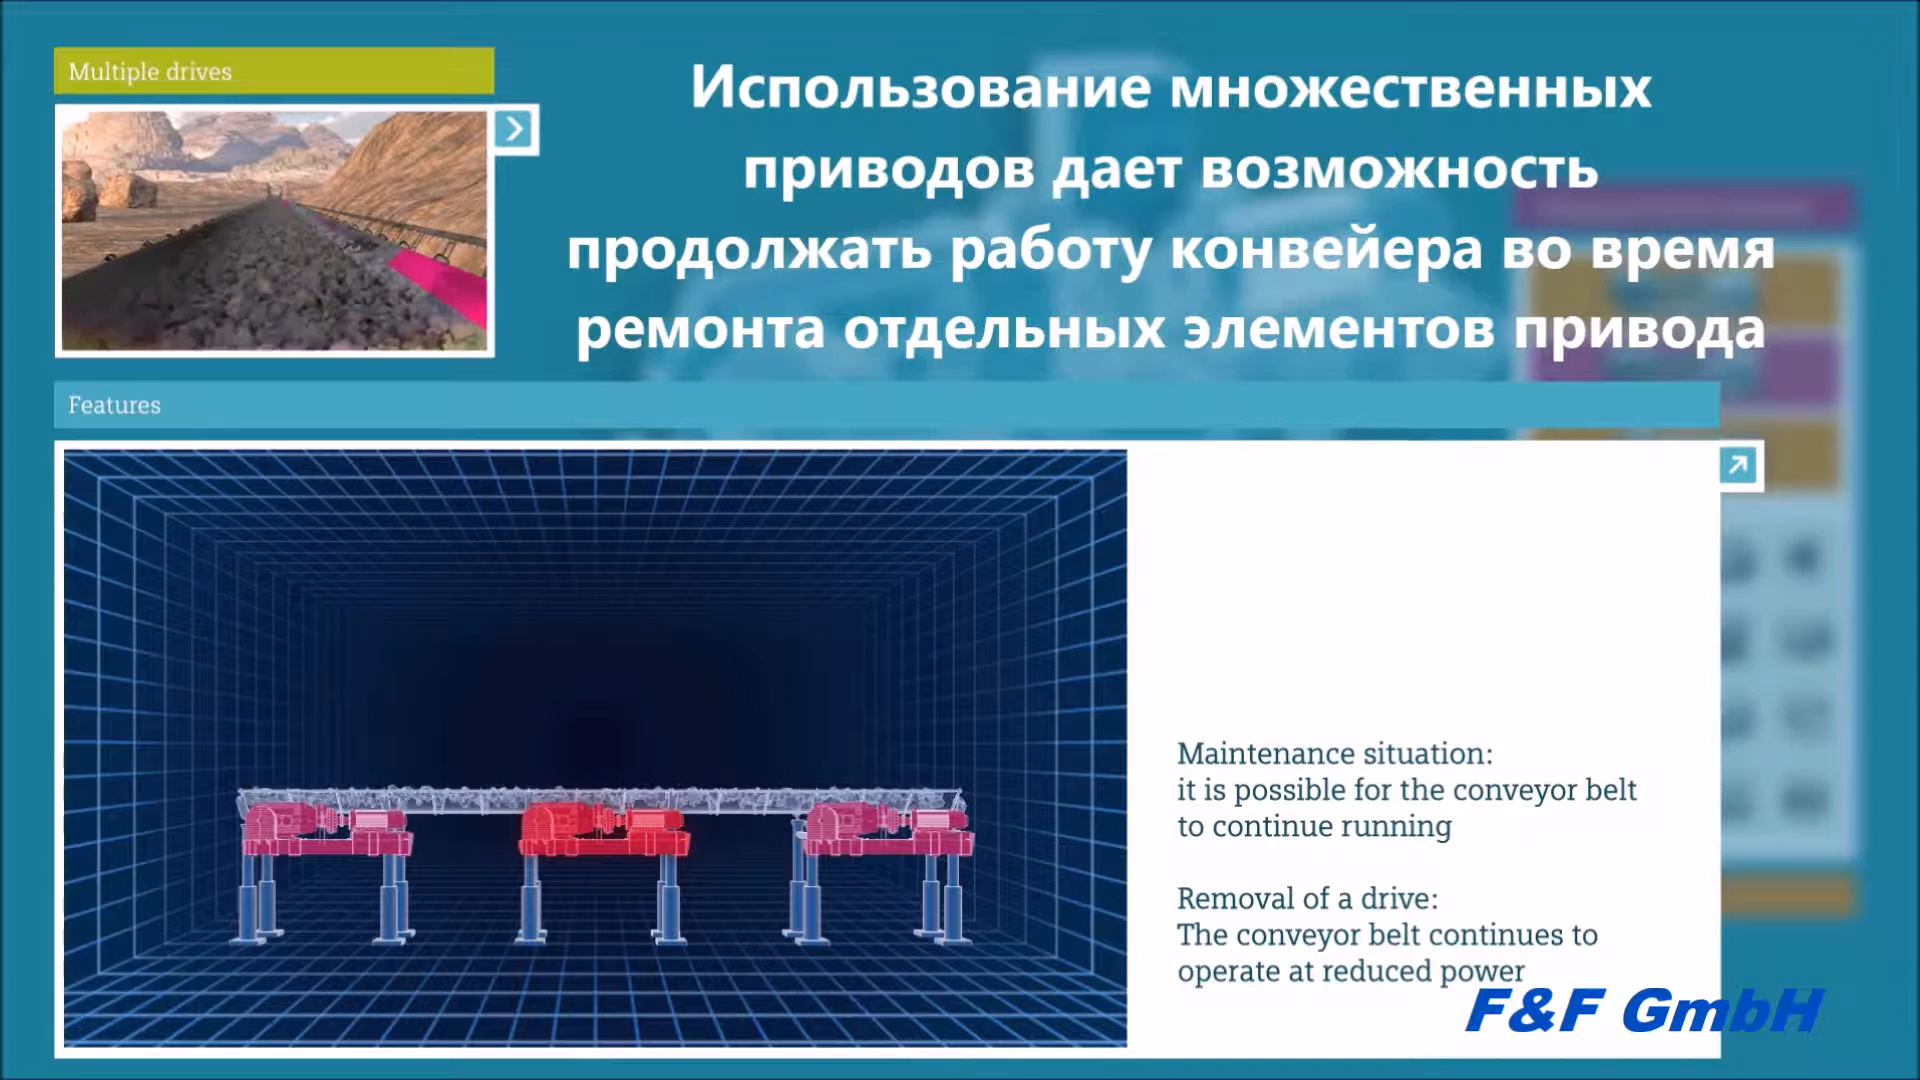 Multiple drives
Использование множественных
приводов дает возможность
продолжать работу конвейера во время
ремонта отдельных элементов привода
Features
Maintenance situation:
it is possible for the conveyor belt
to continue running
Removal of a drive:
The conveyor belt continues to
operate at reduced power
F&F GmbH